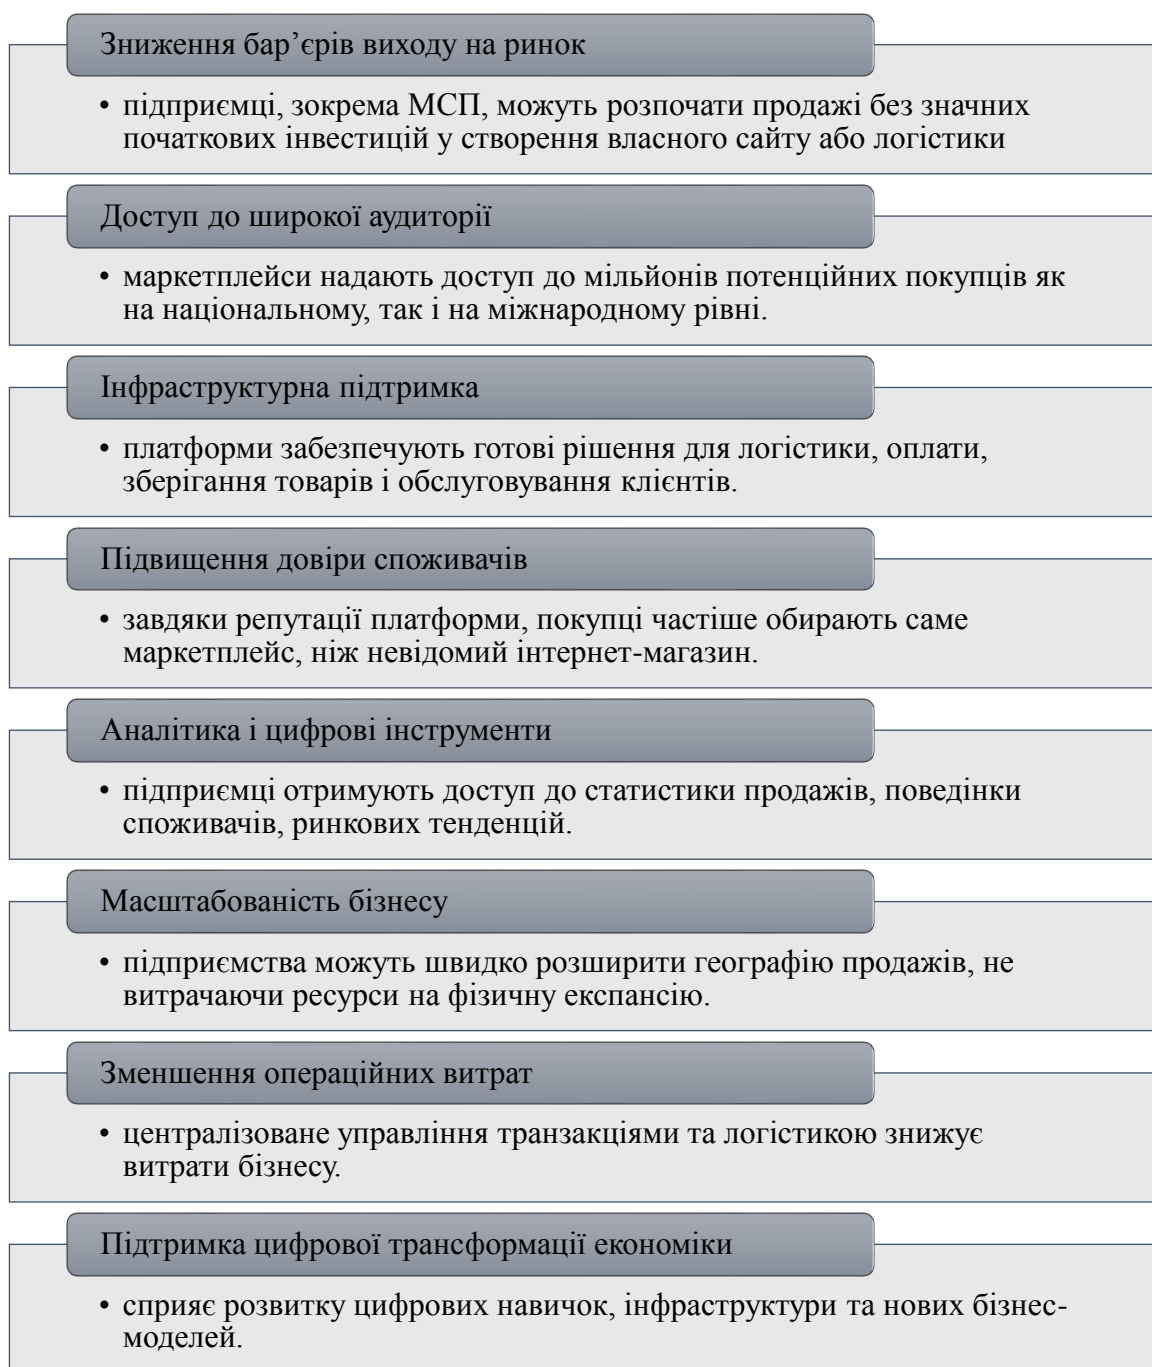 Зниження бар’єрів виходу на ринок
• підприємці, зокрема МСП, можуть розпочати продажі без значних
початкових інвестицій у створення власного сайту або логістики
Доступ до широкої аудиторії
• маркетплейси надають доступ до мільйонів потенційних покупців як
на національному, так і на міжнародному рівні.
Інфраструктурна підтримка
• платформи забезпечують готові рішення для логістики, оплати,
зберігання товарів і обслуговування клієнтів.
Підвищення довіри споживачів
• завдяки репутації платформи, покупці частіше обирають саме
маркетплейс, ніж невідомий інтернет-магазин.
Аналітика і цифрові інструменти
• підприємці отримують доступ до статистики продажів, поведінки
споживачів, ринкових тенденцій.
Масштабованість бізнесу
• підприємства можуть швидко розширити географію продажів, не
витрачаючи ресурси на фізичну експансію.
Зменшення операційних витрат
• централізоване управління транзакціями та логістикою знижує
витрати бізнесу.
Підтримка цифрової трансформації економіки
• сприяє розвитку цифрових навичок, інфраструктури та нових бізнес-
моделей.